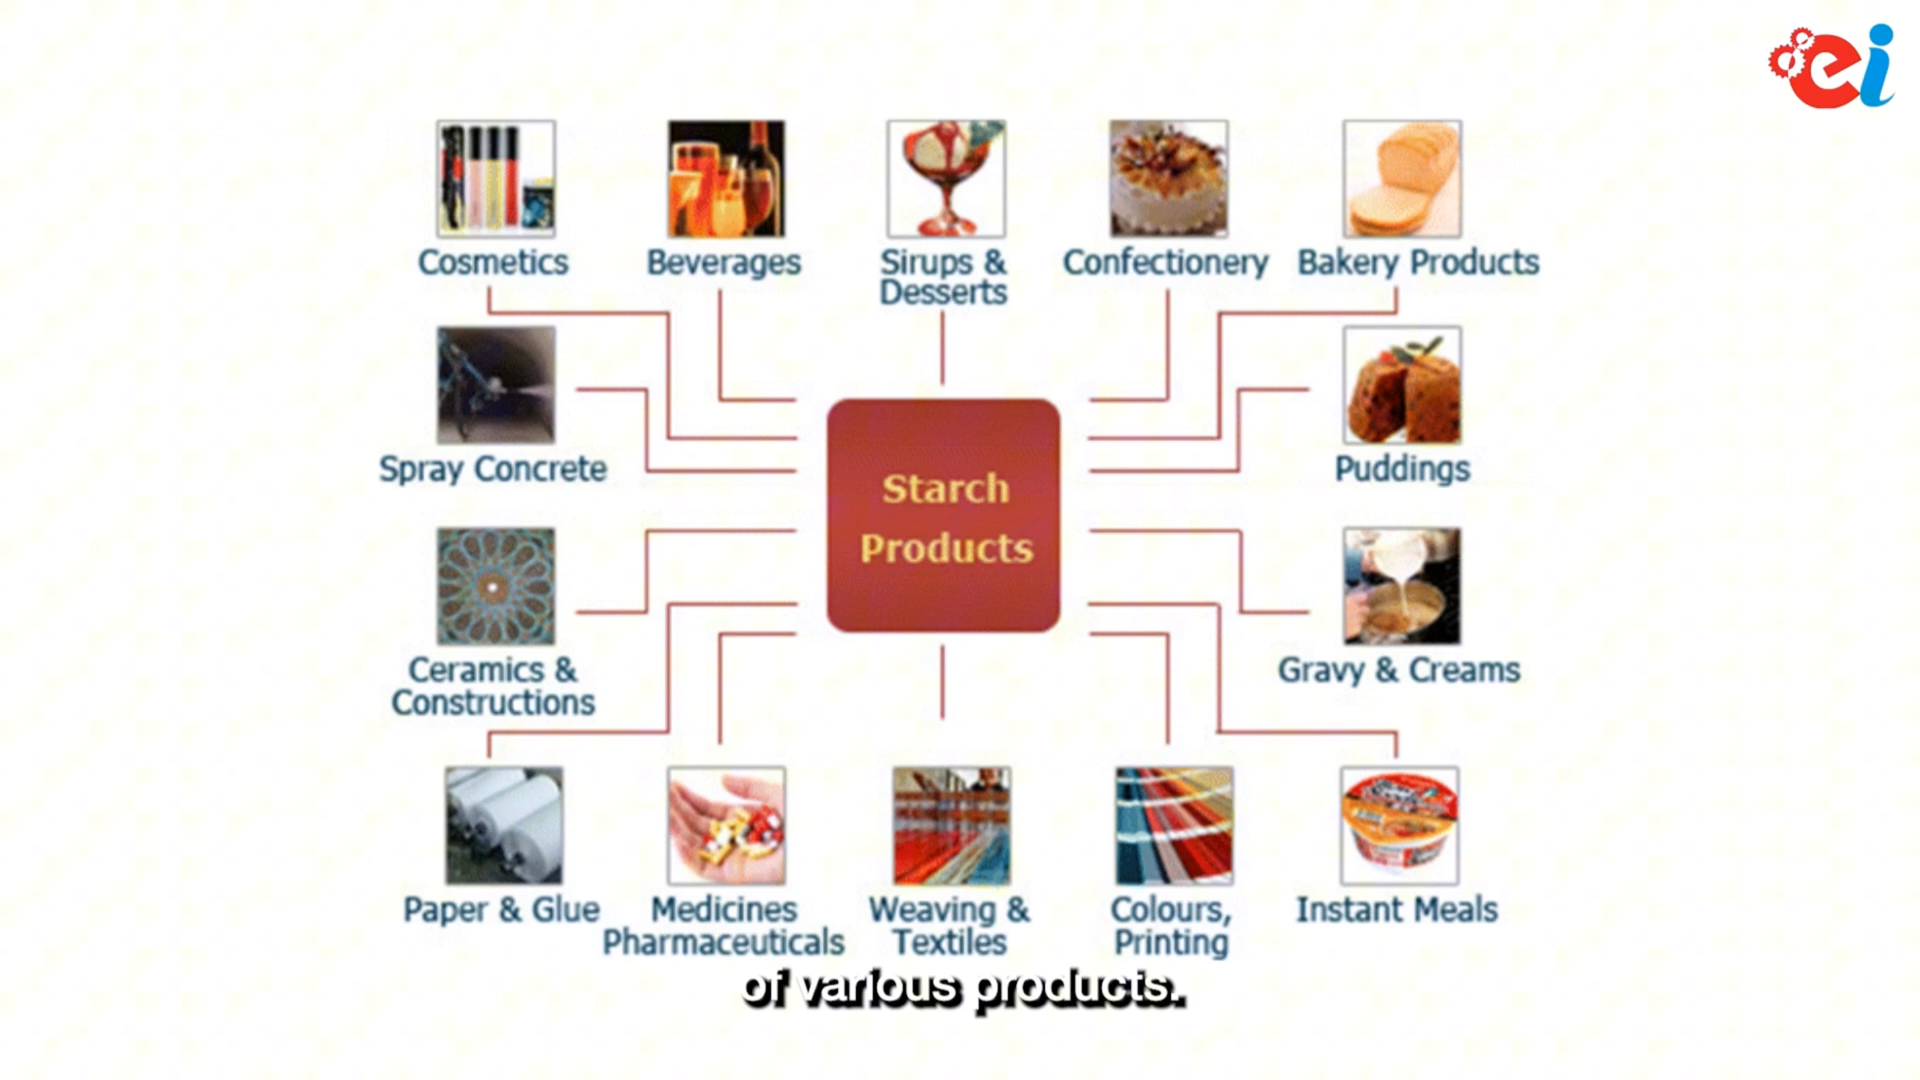 ei
Cosmetics
Beverages
Sirups &
Desserts
Confectionery
Bakery Products
Spray Concrete
Puddings
Starch
Products
Ceramics &
Constructions
Gravy & Creams
Paper & Glue
Medicines
Pharmaceuticals
Weaving &
Textiles
Colours,
Printing
Instant Meals
of various products.